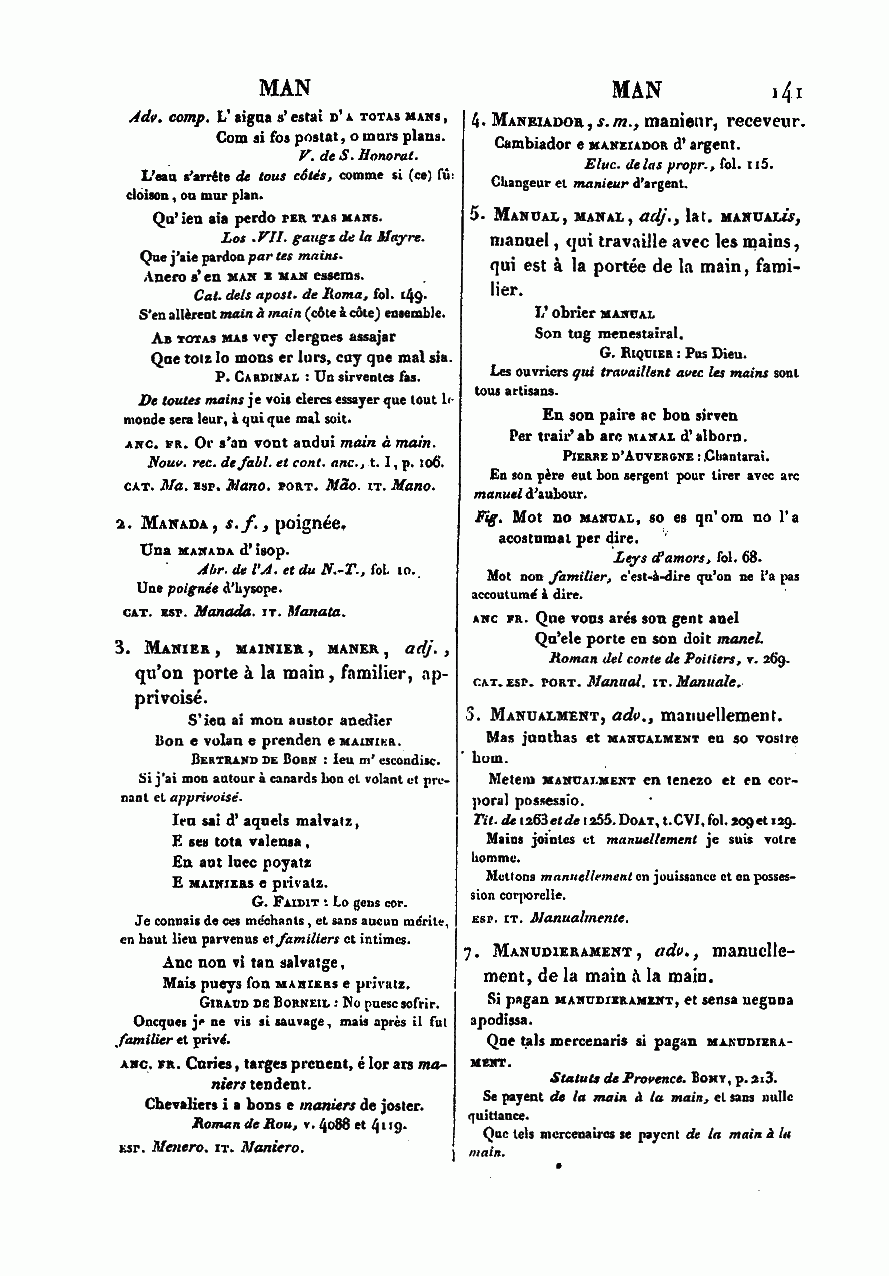 MAN
MAN 141
Adv. comp. L'aigua s'estai D'A TOTAS MANS,
Com si fos postat, o murs plans.
V. de S. Honorat.
L'eau s'arrête de tous côtés, comme si (ce) fût
cloison, ou mur plan.
Qu'ieu aia perdo PER TAS MANS.
Los VII gaugz de la Mayre.
Que j'aie pardon par tes mains.
Anero s'en MAN E MAN essems.
Cat. dels apost. de Roma, fol. 149.
S'en allèrent main à main (côte à côte) ensemble.
AB TOTAS MAS vey clergues assajar
Que totz lo mons er lurs, cuy que mal sia.
P. CARDINAL : Un sirventes fas.
De toutes mains je vois clercs essayer que tout le
monde sera leur, à qui que mal soit.
ANC. FR. Or s'an vont andui main à main.
Nouv. rec. de fabl. et cont. anc., t. I, p. 106.
CAT. Ma. ESP. Mano. PORT. Mão. IT. Mano.
2. MANADA, s. f., poignée.
Una MANADA d'isop.
Abr. de l'A. et du N.-T., fol. 10.
Une poignée d'hysope.
CAT. ESP. Manada. IT. Manata.
3. MANIER, MAINIER, MANER, adj.,
qu'on porte à la main, familier, ap-
privoisé.
S'ieu ai mon austor anedier
Bon e volan e prenden e MAINIER.
BERTRAND DE BORN : Ieu m'escondisc.
Si j'ai mon autour à canards bon et volant et pre-
nant et apprivoisé.
Ieu sai d'aquels malvatz,
E ses tota valensa,
En aut luec poyatz
E MAINIERS e privatz.
G. FAIDIT : Lo gens cor.
Je connais de ces méchants, et sans aucun mérite,
en haut lieu parvenus et familiers et intimes.
Anc non vi tan salvatge,
Mais pueys fon MANIERS e privatz.
GIRAUD DE BORNEIL : No puesc sofrir.
Oncques je ne vis si sauvage, mais après il fut
familier et privé.
ANC. FR. Curies, targes prenent, é lor ars ma-
niers tendent.
Chevaliers i a bons e maniers de joster.
Roman de Rou, v. 4088 et 4119.
ESP. Menero. IT. Maniero.
4. MANEIADOR, s. m., manieur, receveur.
Cambiador e MANEIADOR d'argent.
Eluc. de las propr., fol. 115.
Changeur et manieur d'argent.
5. MANUAL, MANAL, adj., lat. MANUALis,
manuel, qui travaille avec les mains,
qui est à la portée de la main, fami-
lier.
L'obrier MANUAL
Son tug menestairal.
G. RIQUIER : Pus Dieu.
Les ouvriers qui travaillent avec les mains sont
tous artisans.
En son paire ac bon sirven
Per trair'ab arc MANAL d'alborn.
PIERRE D'AUVERGNE : Chantarai.
En son père eut bon sergent pour tirer avec arc
manuel d'aubour.
Fig. Mot no MANUAL, so es qu'om no l'a
acostumat per dire.
Leys d'amors, fol. 68.
Mot non familier, c'est-à-dire qu'on ne l'a pas
accoutumé à dire.
ANC FR. Que vous arés son gent anel
Qu'ele porte en son doit manel.
Roman del conte de Poitiers, v. 269.
CAT. ESP. PORT. Manual. IT. Manuale.
6. MANUALMENT, adv., manuellement.
Mas junthas et MANUALMENT en so vostre
hom.
Metem MANUALMENT en tenezo et en cor-
poral possessio.
Tit. de 1263 et de 1255. DOAT, t. CVI, fol. 209 et 129.
Mains jointes et manuellement je suis votre
homme.
Mettons manuellement en jouissance et en posses-
sion corporelle.
ESP. IT. Manualmente.
7. MANUDIERAMENT, adv., manuelle-
ment, de la main à la main.
Si pagan MANUDIERAMENT, et sensa neguna
apodissa.
Que tals mercenaris si pagan MANUDIERA-
MENT.
Statuts de Provence. BOMY, p. 213.
Se payent de la main à la main, et sans nulle
quittance.
Que tels mercenaires se payent de la main à la
main.